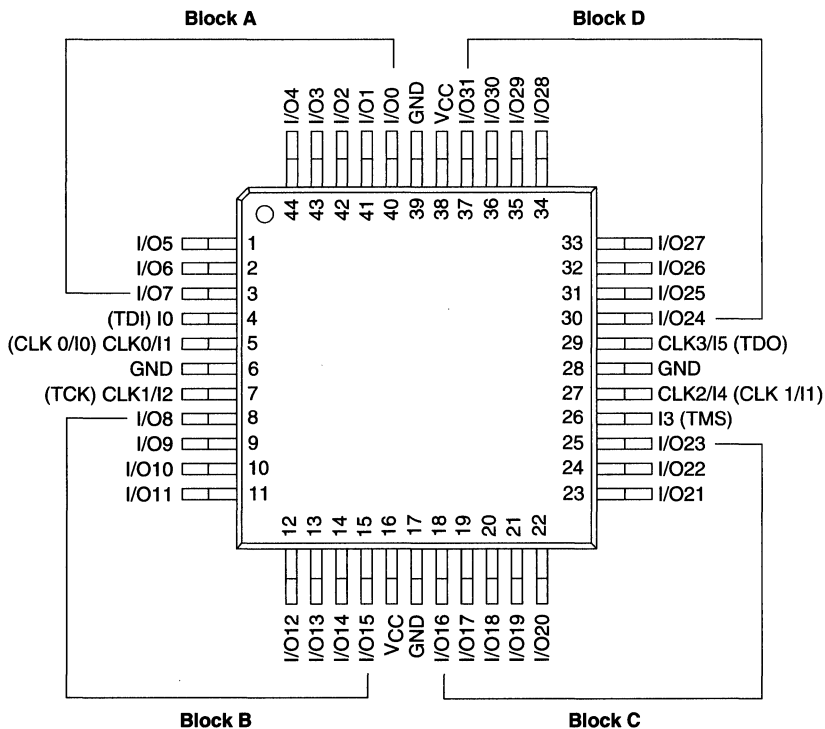 Block A
Block D
I/O4
I/O3
I/O2
I/O1
I/O0
GND
VCC
I/O31
I/O30
I/O29
I/O28
44 43 42 41 40 39 38 37 36 35 34
I/O5 1
I/O6 2
I/O7 3
(TDI) I0 4
(CLK 0/I0) CLK0/I1 5
GND 6
(TCK) CLK1/I2 7
I/O8 8
I/O9 9
I/O10 10
I/O11 11
33 I/O27
32 I/O26
31 I/O25
30 I/O24
29 CLK3/I5 (TDO)
28 GND
27 CLK2/I4 (CLK 1/I1)
26 I3 (TMS)
25 I/O23
24 I/O22
23 I/O21
12 13 14 15 16 17 18 19 20 21 22
I/O12
I/O13
I/O14
I/O15
VCC
GND
I/O16
I/O17
I/O18
I/O19
I/O20
Block B
Block C